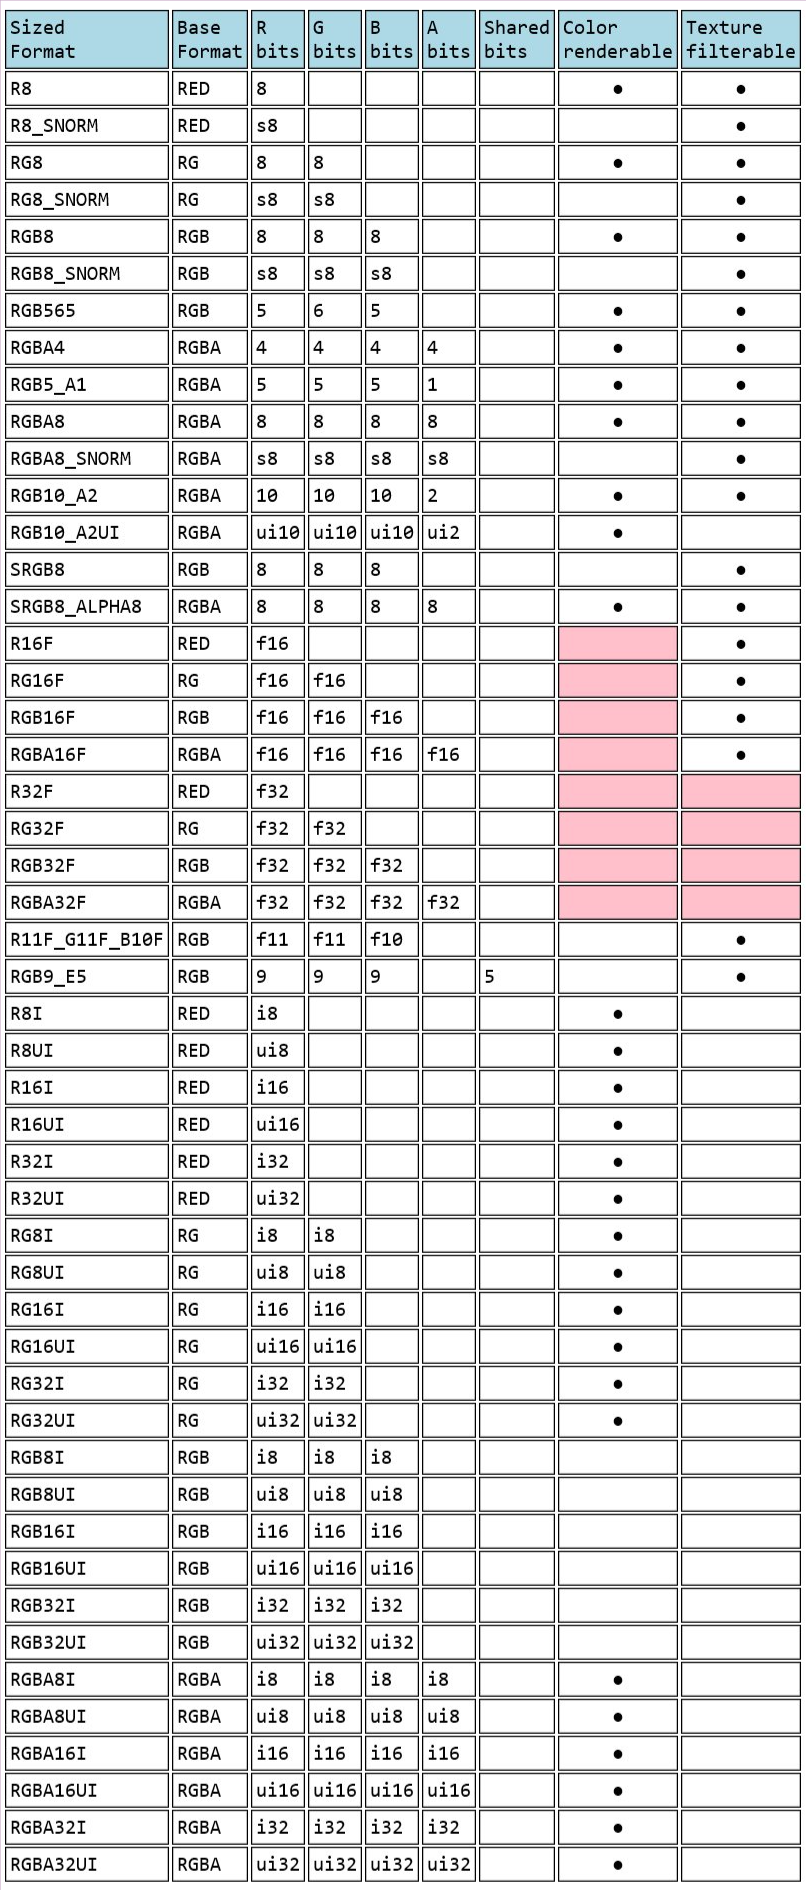 Sized Base R G B A Shared Color Texture
Format Format bits bits bits bits bits renderable filterable
R8 RED 8 ● ●
R8_SNORM RED s8 ●
RG8 RG 8 8 ● ●
RG8_SNORM RG s8 s8 ●
RGB8 RGB 8 8 8 ● ●
RGB8_SNORM RGB s8 s8 s8 ●
RGB565 RGB 5 6 5 ● ●
RGBA4 RGBA 4 4 4 4 ● ●
RGB5_A1 RGBA 5 5 5 1 ● ●
RGBA8 RGBA 8 8 8 8 ● ●
RGBA8_SNORM RGBA s8 s8 s8 s8 ●
RGB10_A2 RGBA 10 10 10 2 ● ●
RGB10_A2UI RGBA ui10 ui10 ui10 ui2 ●
SRGB8 RGB 8 8 8 ●
SRGB8_ALPHA8 RGBA 8 8 8 8 ● ●
R16F RED f16 ●
RG16F RG f16 f16 ●
RGB16F RGB f16 f16 f16 ●
RGBA16F RGBA f16 f16 f16 f16 ●
R32F RED f32
RG32F RG f32 f32
RGB32F RGB f32 f32 f32
RGBA32F RGBA f32 f32 f32 f32
R11F_G11F_B10F RGB f11 f11 f10 ●
RGB9_E5 RGB 9 9 9 5 ●
R8I RED i8 ●
R8UI RED ui8 ●
R16I RED i16 ●
R16UI RED ui16 ●
R32I RED i32 ●
R32UI RED ui32 ●
RG8I RG i8 i8 ●
RG8UI RG ui8 ui8 ●
RG16I RG i16 i16 ●
RG16UI RG ui16 ui16 ●
RG32I RG i32 i32 ●
RG32UI RG ui32 ui32 ●
RGB8I RGB i8 i8 i8
RGB8UI RGB ui8 ui8 ui8
RGB16I RGB i16 i16 i16
RGB16UI RGB ui16 ui16 ui16
RGB32I RGB i32 i32 i32
RGB32UI RGB ui32 ui32 ui32
RGBA8I RGBA i8 i8 i8 i8 ●
RGBA8UI RGBA ui8 ui8 ui8 ui8 ●
RGBA16I RGBA i16 i16 i16 i16 ●
RGBA16UI RGBA ui16 ui16 ui16 ui16 ●
RGBA32I RGBA i32 i32 i32 i32 ●
RGBA32UI RGBA ui32 ui32 ui32 ui32 ●